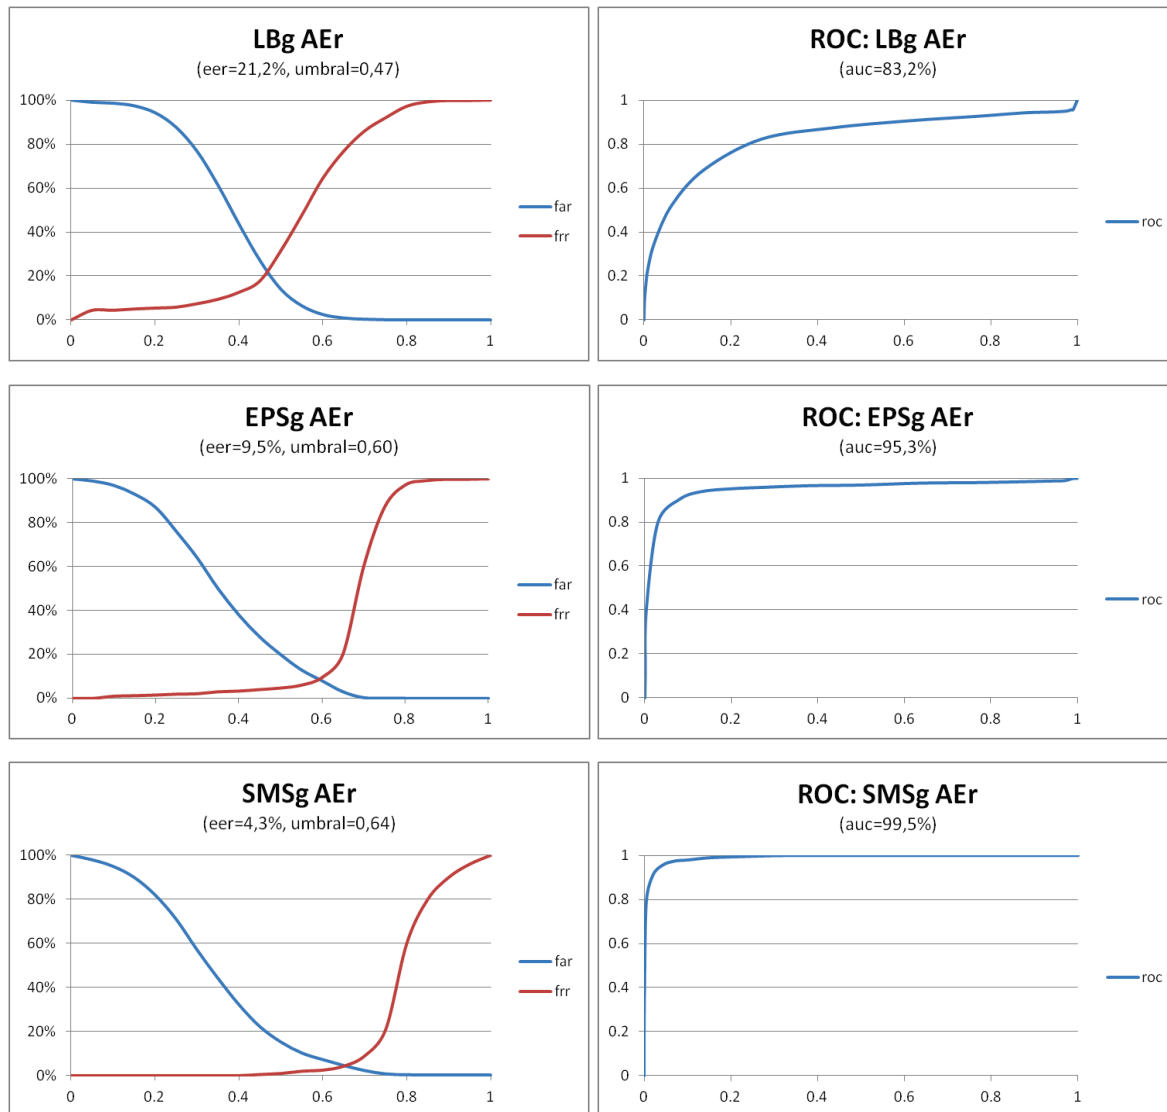 LBg AEr
(eer=21,2%, umbral=0,47)
100%
80%
60%
40%
20%
0%
0 0.2 0.4 0.6 0.8 1
far
frr
ROC: LBg AEr
(auc=83,2%)
1
0.8
0.6
0.4
0.2
0
0 0.2 0.4 0.6 0.8 1
roc
EPSg AEr
(eer=9,5%, umbral=0,60)
100%
80%
60%
40%
20%
0%
0 0.2 0.4 0.6 0.8 1
far
frr
ROC: EPSg AEr
(auc=95,3%)
1
0.8
0.6
0.4
0.2
0
0 0.2 0.4 0.6 0.8 1
roc
SMSg AEr
(eer=4,3%, umbral=0,64)
100%
80%
60%
40%
20%
0%
0 0.2 0.4 0.6 0.8 1
far
frr
ROC: SMSg AEr
(auc=99,5%)
1
0.8
0.6
0.4
0.2
0
0 0.2 0.4 0.6 0.8 1
roc